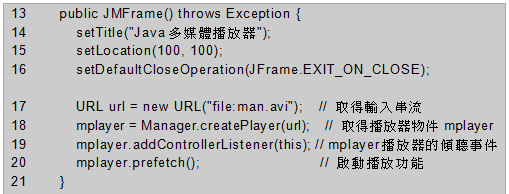 13 public JMFrame() throws Exception {
14 setTitle("Java多媒體播放器");
15 setLocation(100, 100);
16 setDefaultCloseOperation(JFrame.EXIT_ON_CLOSE);
17 URL url = new URL("file:man.avi"); // 取得輸入串流
18 mplayer = Manager.createPlayer(url); // 取得播放器物件 mplayer
19 mplayer.addControllerListener(this); // mplayer播放器的傾聽事件
20 mplayer.prefetch(); // 啟動播放功能
21 }